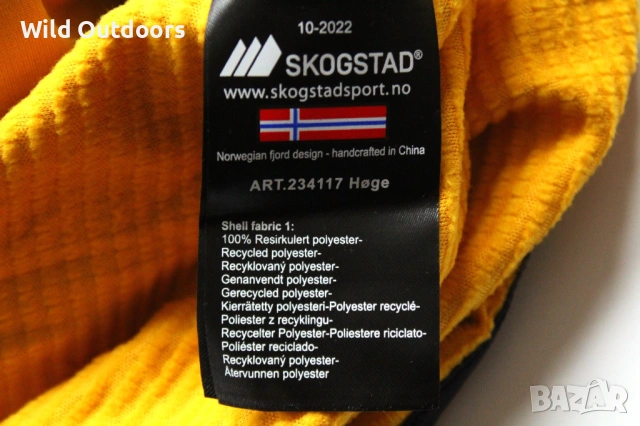 Wild Outdoors
10-2022
SKOGSTAD®
www.skogstadsport.no
Norwegian fjord design - handcrafted in China
ART.234117 Høge
Shell fabric 1:
100% Resirkulert polyester-
Recycled polyester-
Recyklovaný polyester-
Genanvendt polyester-
Gerecycled polyester-
Kierrätetty polyesteri-Polyester recyclé-
Poliester z recyklingu-
Recycelter Polyester-Poliestere riciclato-
Poliéster reciclado-
Recyklovaný polyester-
Återvunnen polyester
BAZAR